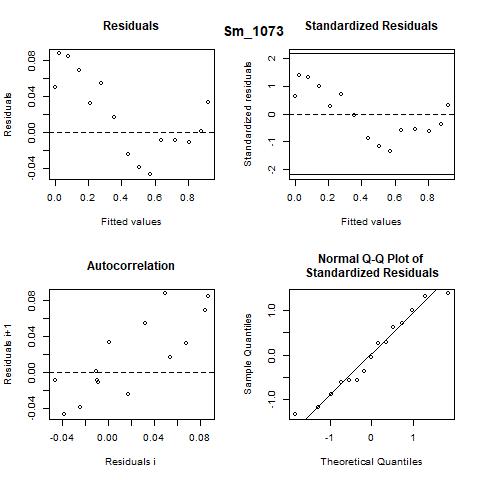 Sm_1073
Residuals
Residuals
0.08
0.04
0.00
-0.04
0.0 0.2 0.4 0.6 0.8
Fitted values
Standardized Residuals
Standardized residuals
2
1
0
-1
-2
0.0 0.2 0.4 0.6 0.8
Fitted values
Autocorrelation
Residuals i+1
0.08
0.04
0.00
-0.04
-0.04 0.00 0.04 0.08
Residuals i
Normal Q-Q Plot of
Standardized Residuals
Sample Quantiles
1.0
0.0
-1.0
-1 0 1
Theoretical Quantiles